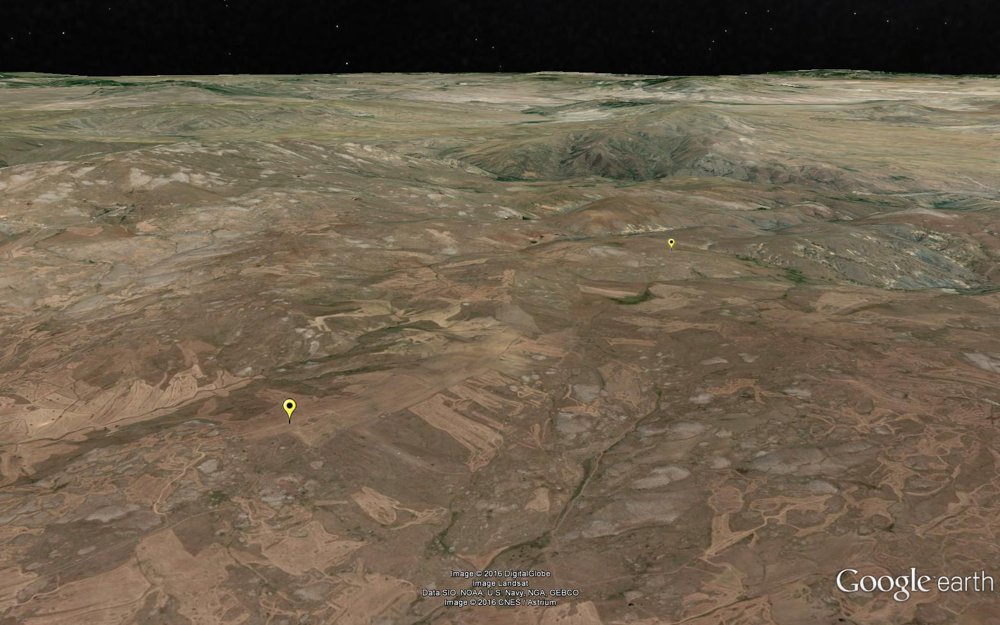 Image © 2016 DigitalGlobe
Image Landsat
Data SIO, NOAA, U.S. Navy, NGA, GEBCO
Image © 2016 CNES / Astrium
Google earth